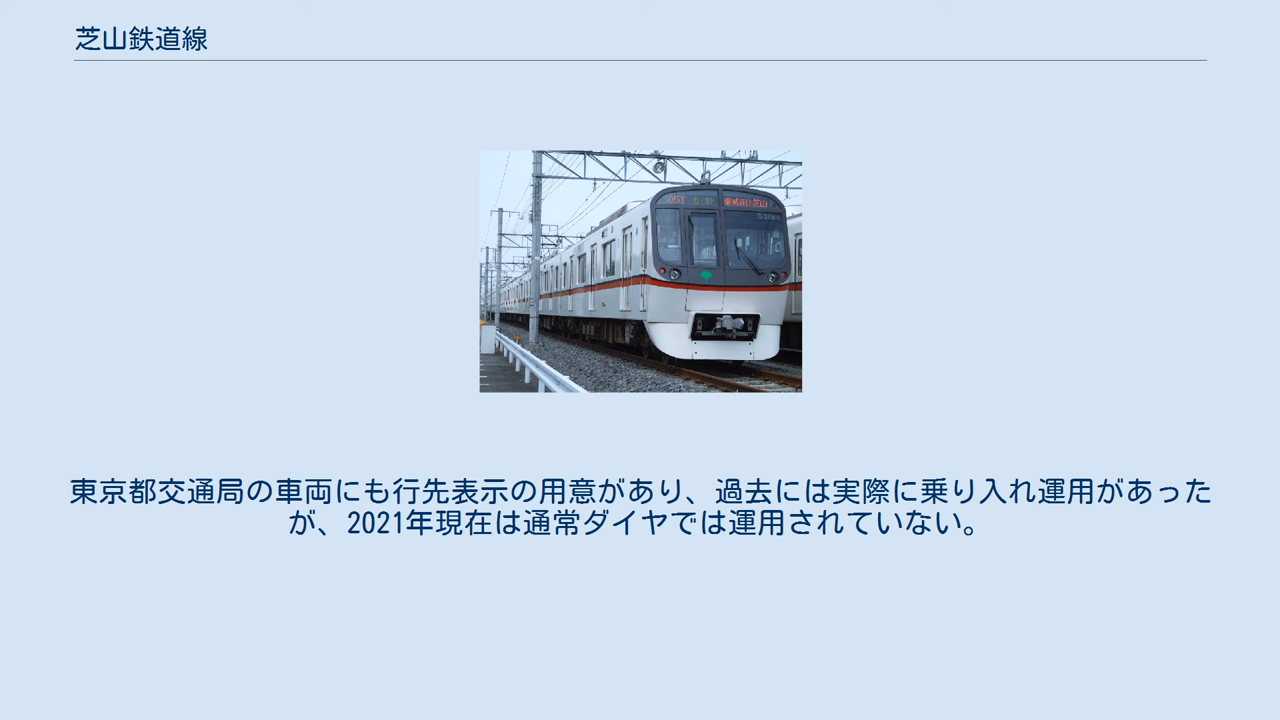 芝山鉄道線
東京都交通局の車両にも行先表示の用意があり、過去には実際に乗り入れ運用があった
が、2021年現在は通常ダイヤでは運用されていない。